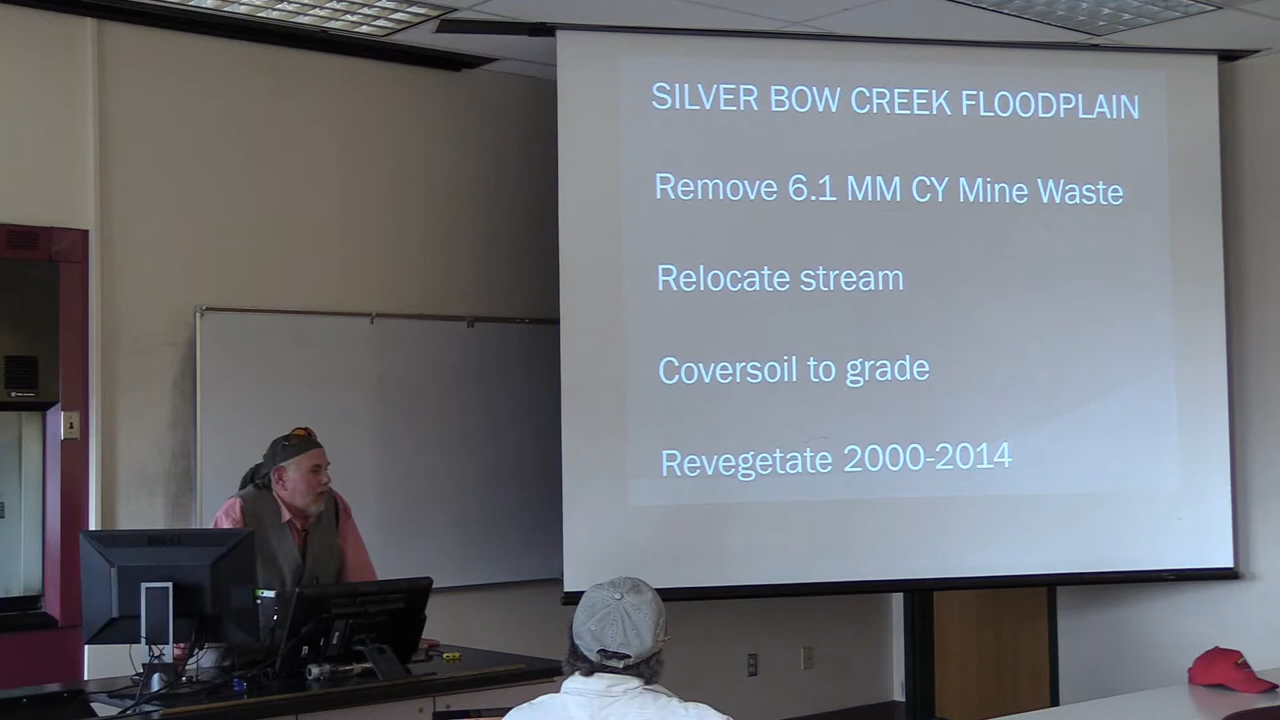 SILVER BOW CREEK FLOODPLAIN
Remove 6.1 MM CY Mine Waste
Relocate stream
Coversoil to grade
Revegetate 2000-2014
DELL